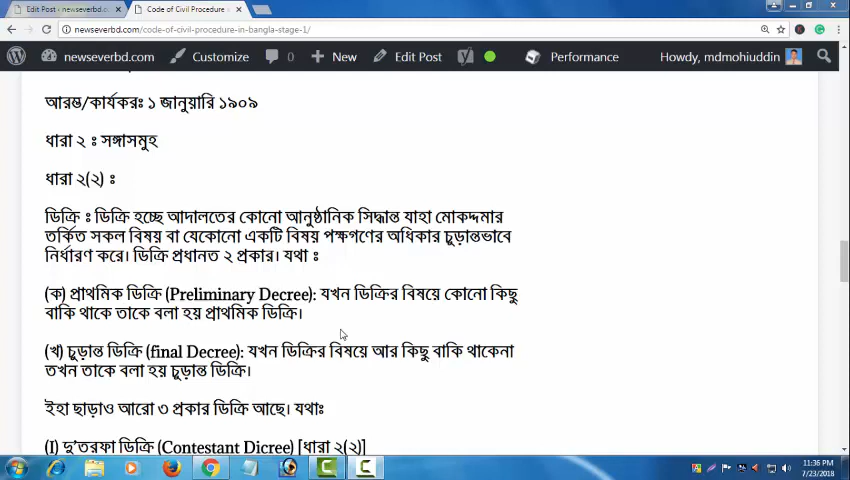 Edit Post ‹ newseverbd.com
Code of Civil Procedure
newseverbd.com/code-of-civil-procedure-in-bangla-stage-1/
newseverbd.com Customize 0 New Edit Post Performance Howdy, mdmohiuddin
আরম্ভ/কার্যকরঃ ১ জানুয়ারি ১৯০৯
ধারা ২ ঃ সঙ্গাসমুহ
ধারা ২(২) ঃ
ডিক্রি ঃ ডিক্রি হচ্ছে আদালতের কোনো আনুষ্ঠানিক সিদ্ধান্ত যাহা মোকদ্দমার
তর্কিত সকল বিষয় বা যেকোনো একটি বিষয় পক্ষগণের অধিকার চুড়ান্তভাবে
নির্ধারণ করে। ডিক্রি প্রধানত ২ প্রকার। যথা ঃ
(ক) প্রাথমিক ডিক্রি (Preliminary Decree): যখন ডিক্রির বিষয়ে কোনো কিছু
বাকি থাকে তাকে বলা হয় প্রাথমিক ডিক্রি।
(খ) চুড়ান্ত ডিক্রি (final Decree): যখন ডিক্রির বিষয়ে আর কিছু বাকি থাকেনা
তখন তাকে বলা হয় চুড়ান্ত ডিক্রি।
ইহা ছাড়াও আরো ৩ প্রকার ডিক্রি আছে। যথাঃ
(I) দু'তরফা ডিক্রি (Contestant Dicree) [ধারা ২(২)]
11:36 PM
7/23/2018